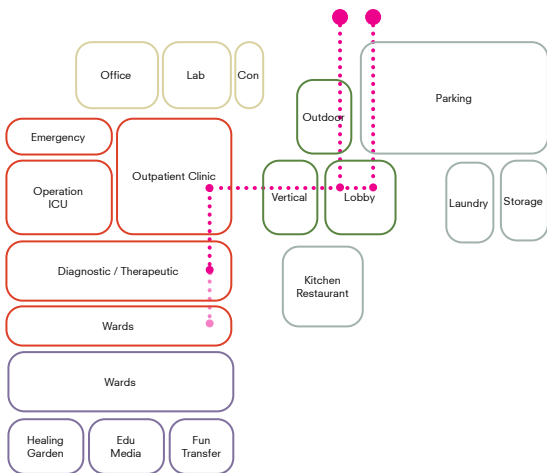 Office
Lab
Con
Parking
Outdoor
Emergency
Outpatient Clinic
Operation
ICU
Vertical
Lobby
Laundry
Storage
Diagnostic / Therapeutic
Kitchen
Restaurant
Wards
Wards
Healing
Garden
Edu
Media
Fun
Transfer